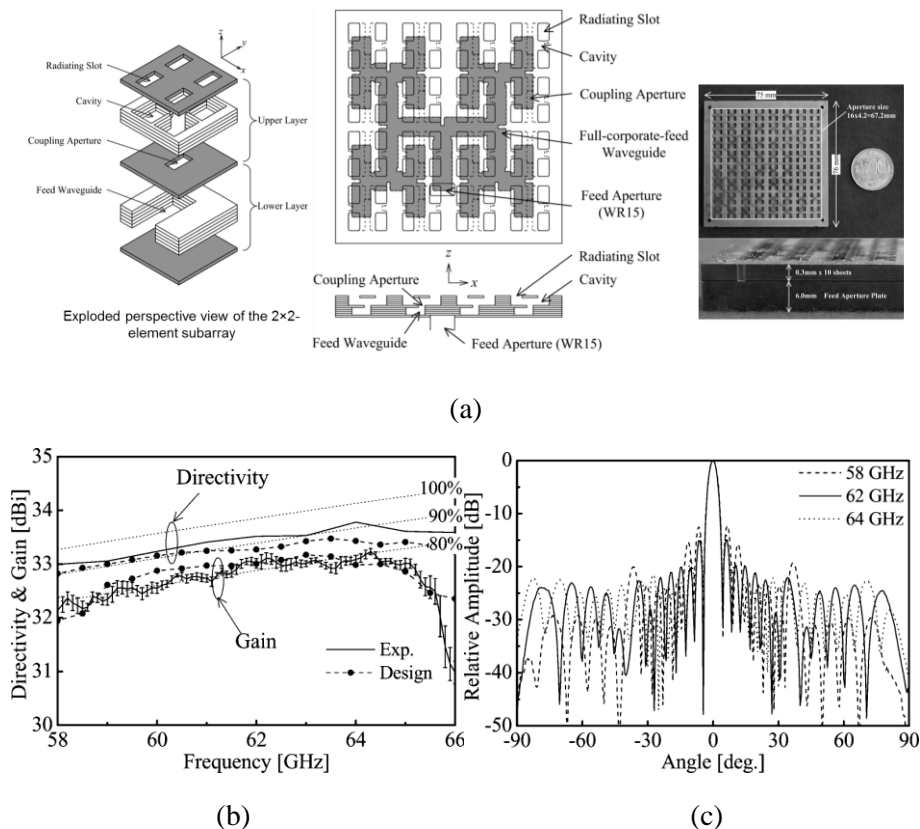 Radiating Slot
Cavity
Coupling Aperture
Feed Waveguide
Upper Layer
Lower Layer
z
y
x
Exploded perspective view of the 2×2-
element subarray
Radiating Slot
Cavity
Coupling Aperture
Full-corporate-feed
Waveguide
Feed Aperture
(WR15)
z
x
Radiating Slot
Cavity
Coupling Aperture
Feed Waveguide
Feed Aperture (WR15)
75 mm
Aperture size
16x4.2=67.2mm
100
0.3mm x 10 sheets
6.0mm Feed Aperture Plate
(a)
Directivity & Gain [dBi]
35
34
33
32
31
30
58
60
62
64
66
Frequency [GHz]
Directivity
100%
90%
80%
Gain
Exp.
Design
(b)
Relative Amplitude [dB]
0
-10
-20
-30
-40
-50
-90
-60
-30
0
30
60
90
Angle [deg.]
58 GHz
62 GHz
64 GHz
(c)